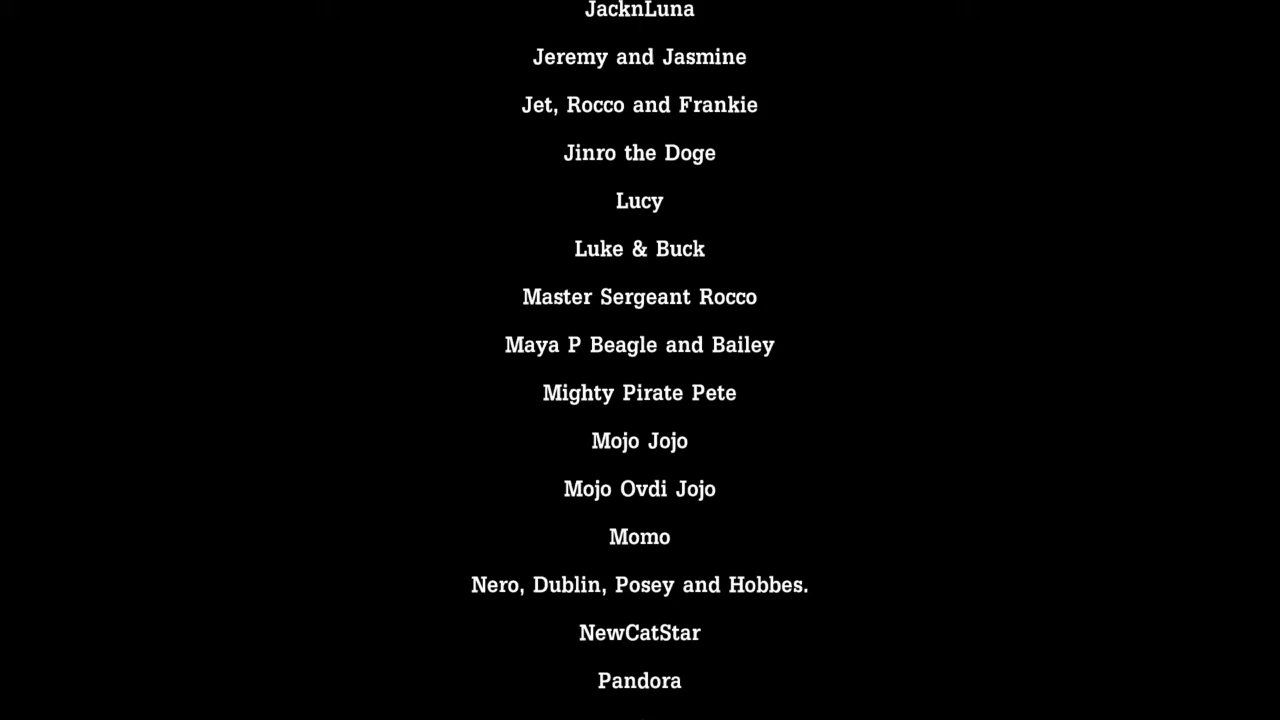 JacknLuna
Jeremy and Jasmine
Jet, Rocco and Frankie
Jinro the Doge
Lucy
Luke & Buck
Master Sergeant Rocco
Maya P Beagle and Bailey
Mighty Pirate Pete
Mojo Jojo
Mojo Ovdi Jojo
Momo
Nero, Dublin, Posey and Hobbes.
NewCatStar
Pandora